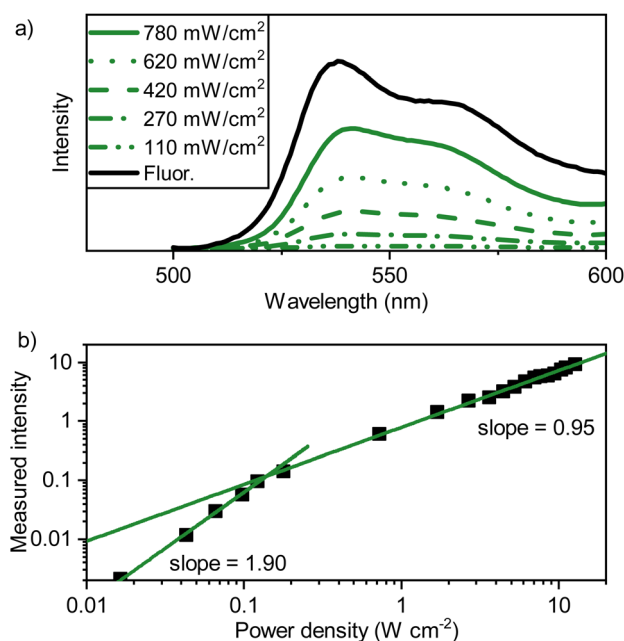 a)
780 mW/cm²
620 mW/cm²
420 mW/cm²
270 mW/cm²
110 mW/cm²
Fluor.
Intensity
500 550 600
Wavelength (nm)
b)
10
1
0.1
0.01
Measured intensity
slope = 0.95
slope = 1.90
0.01 0.1 1 10
Power density (W cm⁻²)